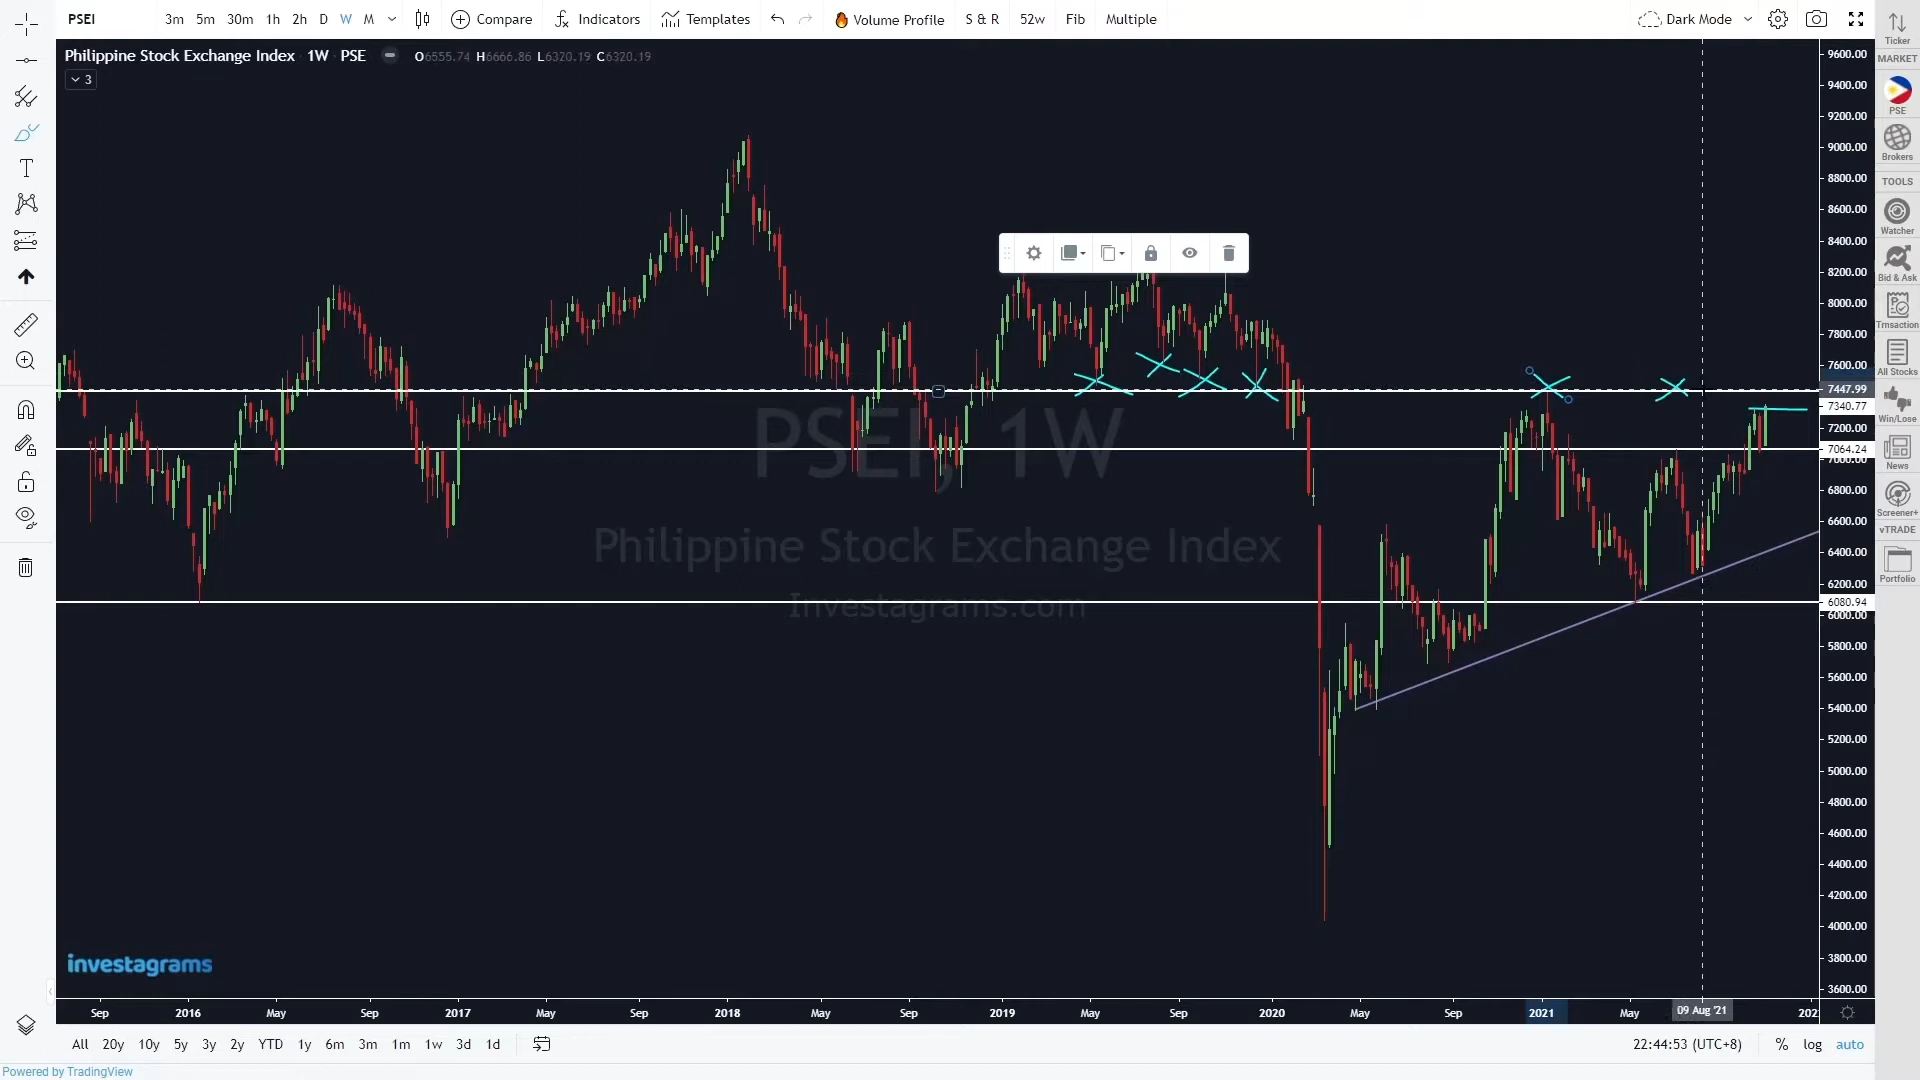 PSEI 3m 5m 30m 1h 2h D W M Compare Indicators Templates Volume Profile S & R 52w Fib Multiple Dark Mode
Ticker
MARKET
PSE
Brokers
TOOLS
Watcher
Bid & Ask
Trnsaction
All Stocks
Win/Lose
News
Screener+
vTRADE
Portfolio
Philippine Stock Exchange Index 1W PSE O6555.74 H6666.86 L6320.19 C6320.19
3
PSEI, 1W
Philippine Stock Exchange Index
Investagrams.com
9600.00
9400.00
9200.00
9000.00
8800.00
8600.00
8400.00
8200.00
8000.00
7800.00
7600.00
7447.99
7340.77
7200.00
7064.24
7000.00
6800.00
6600.00
6400.00
6200.00
6080.94
6000.00
5800.00
5600.00
5400.00
5200.00
5000.00
4800.00
4600.00
4400.00
4200.00
4000.00
3800.00
3600.00
investagrams
Sep 2016 May Sep 2017 May Sep 2018 May Sep 2019 May Sep 2020 May Sep 2021 May 09 Aug '21 202
All 20y 10y 5y 3y 2y YTD 1y 6m 3m 1m 1w 3d 1d 22:44:53 (UTC+8) % log auto
Powered by TradingView